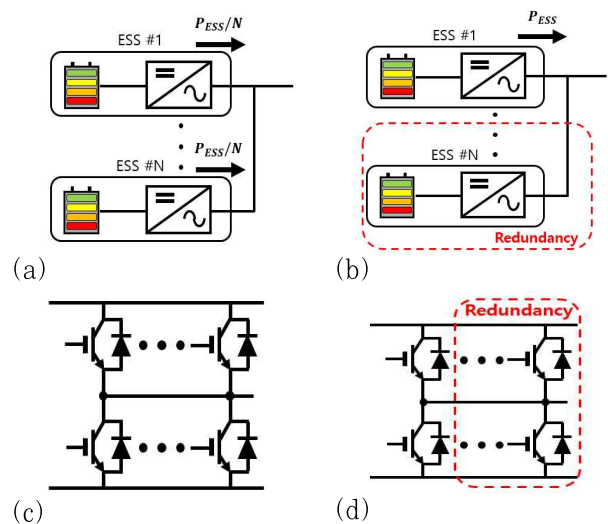 P_ESS/N
ESS #1
P_ESS/N
ESS #N
(a)
P_ESS
ESS #1
ESS #N
Redundancy
(b)
(c)
Redundancy
(d)